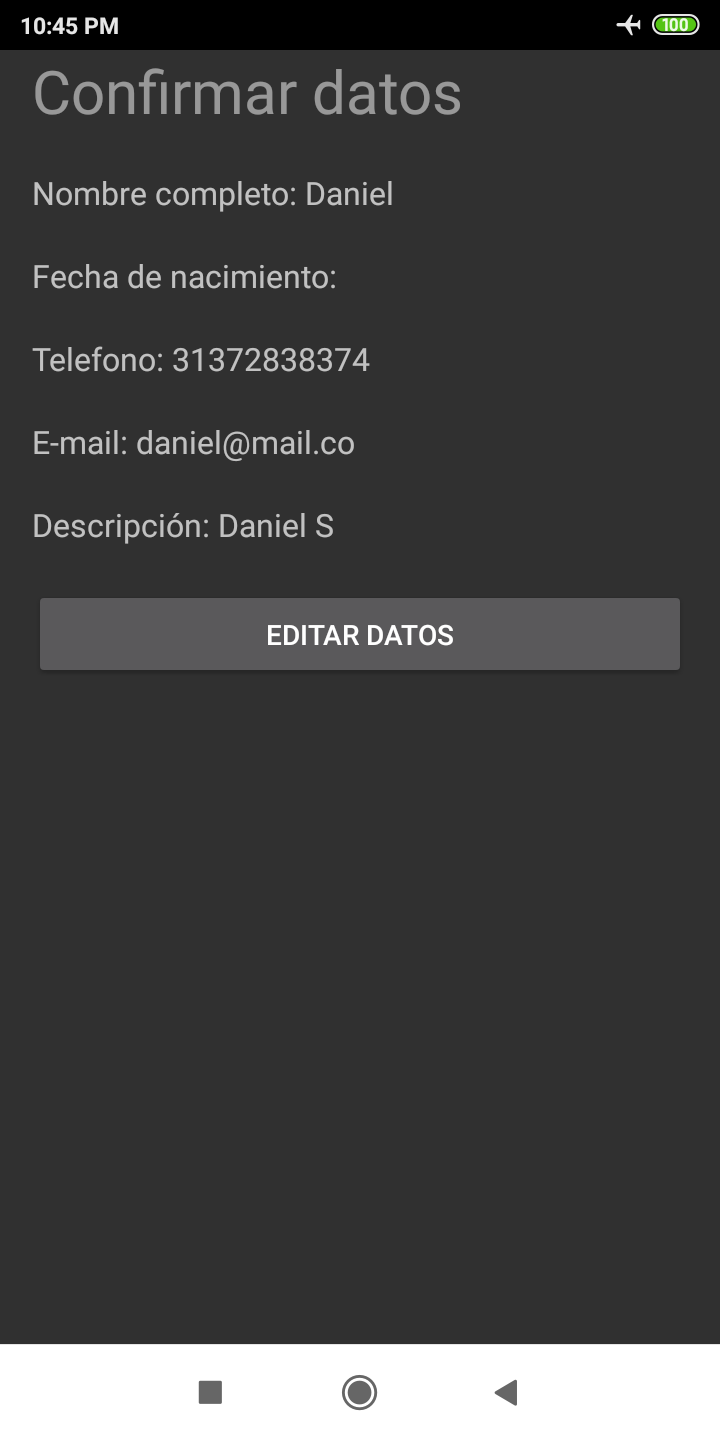 10:45 PM
100
Confirmar datos
Nombre completo: Daniel
Fecha de nacimiento:
Telefono: 31372838374
E-mail: daniel@mail.co
Descripción: Daniel S
EDITAR DATOS